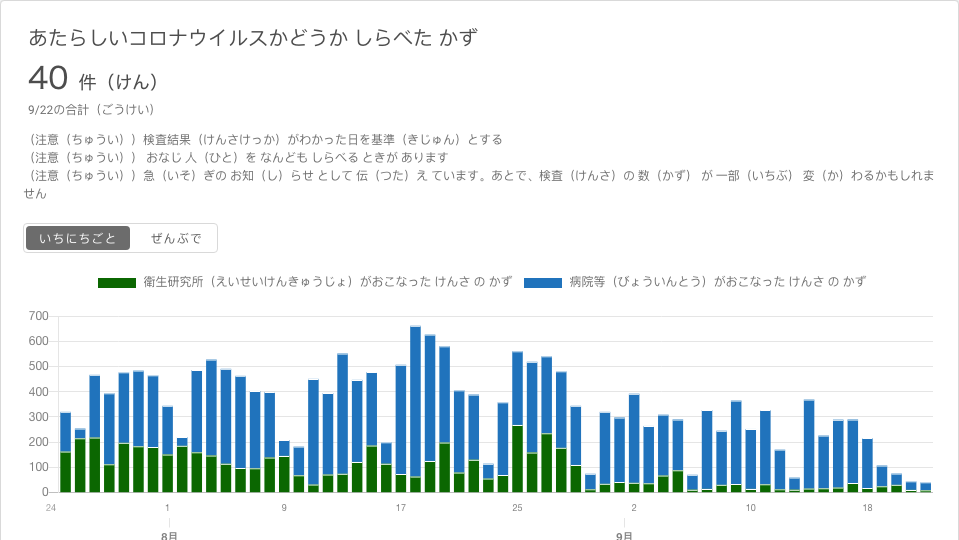 あたらしいコロナウイルスかどうか しらべた かず
40 件（けん）
9/22の合計（ごうけい）
（注意（ちゅうい））検査結果（けんさけっか）がわかった日を基準（きじゅん）とする
（注意（ちゅうい）） おなじ 人（ひと）を なんども しらべる ときが あります
（注意（ちゅうい））急（いそ）ぎの お知（し）らせ として 伝（つた）え ています。あとで、検査（けんさ）の 数（かず） が 一部（いちぶ） 変（か）わるかもしれま
せん
いちにちごと ぜんぶで
衛生研究所（えいせいけんきゅうじょ）がおこなった けんさ の かず 病院等（びょういんとう）がおこなった けんさ の かず
700
600
500
400
300
200
100
0
24 1 9 17 25 2 10 18
8月 9月